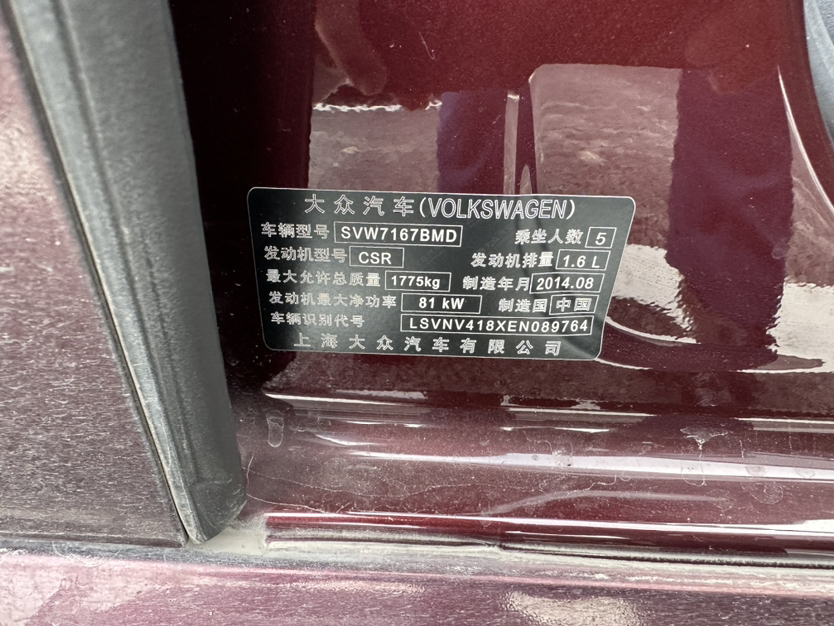 大众汽车(VOLKSWAGEN)
车辆型号 SVW7167BMD 乘坐人数 5
发动机型号 CSR 发动机排量 1.6 L
最大允许总质量 1775kg 制造年月 2014.08
发动机最大净功率 81 kW 制造国 中国
车辆识别代号 LSVNV418XEN089764
上海大众汽车有限公司